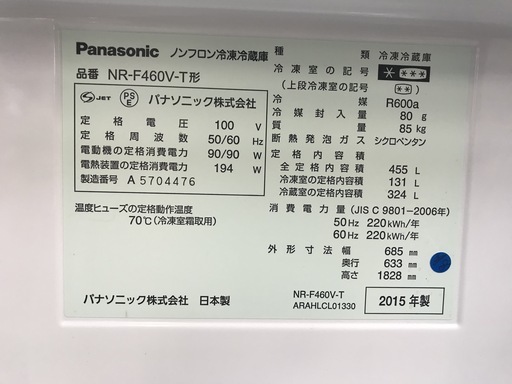 Panasonic ノンフロン冷凍冷蔵庫
品番 NR-F460V-T形
S JET PS E パナソニック株式会社
定格電圧 100 V
定格周波数 50/60 Hz
電動機の定格消費電力 90/90 W
電熱装置の定格消費電力 194 W
製造番号 A 5704476
温度ヒューズの定格動作温度
70℃(冷凍室霜取用)
パナソニック株式会社 日本製
種類 冷凍冷蔵庫
冷凍室の記号
(上段冷凍室の記号)
冷媒 R600a
冷媒封入量 80 g
質量 85 kg
断熱発泡ガス シクロペンタン
定格内容積
全定格内容積 455 L
冷凍室の定格内容積 131 L
冷蔵室の定格内容積 324 L
消費電力量(JIS C 9801-2006年)
50Hz 220 kWh/年
60Hz 220 kWh/年
外形寸法 幅 685 mm
奥行 633 mm
高さ 1828 mm
NR-F460V-T
ARAHLCL01330
2015年製